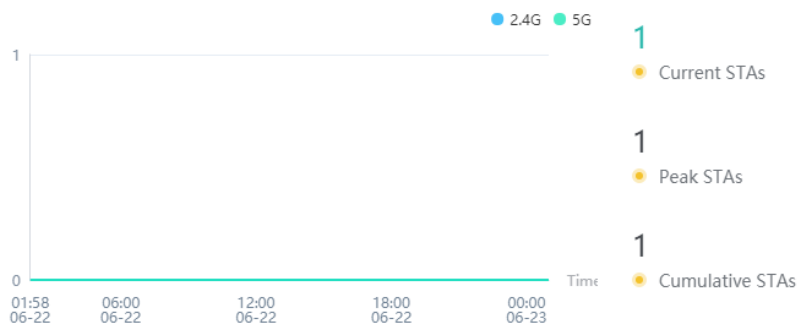 2.4G 5G
1
0
Time
01:58 06:00 12:00 18:00 00:00
06-22 06-22 06-22 06-22 06-23
1
Current STAs
1
Peak STAs
1
Cumulative STAs